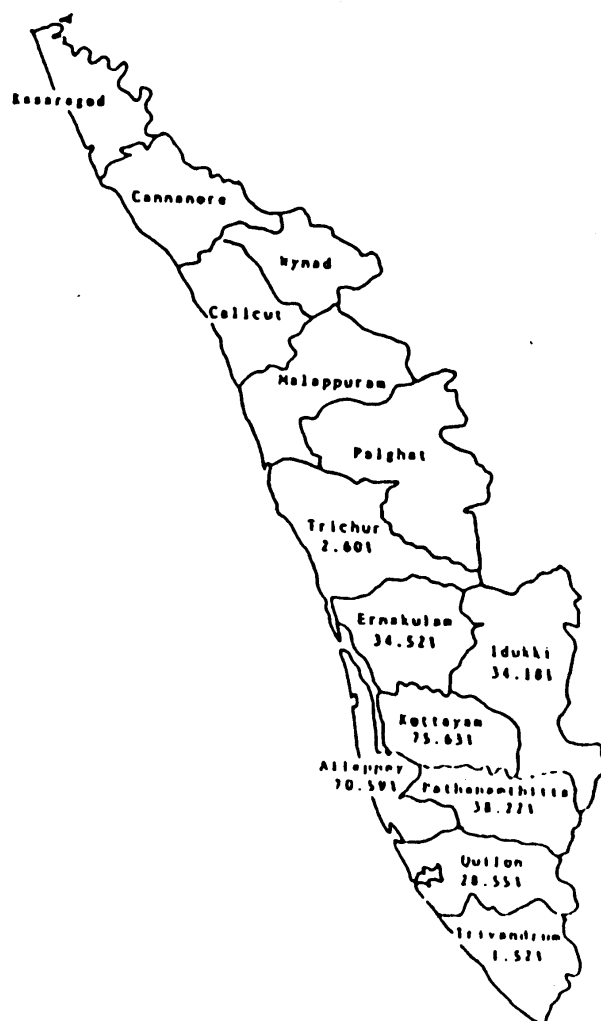 Kasaragod
Cannanore
Wynad
Calicut
Malappuram
Palghat
Trichur
2.60%
Ernakulam
34.52%
Idukki
34.18%
Kottayam
75.63%
Alleppey
70.59%
Pathanamthitta
38.22%
Quilon
28.55%
Trivandrum
1.52%